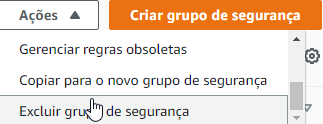 Ações
Criar grupo de segurança
Gerenciar regras obsoletas
Copiar para o novo grupo de segurança
Excluir grupo de segurança